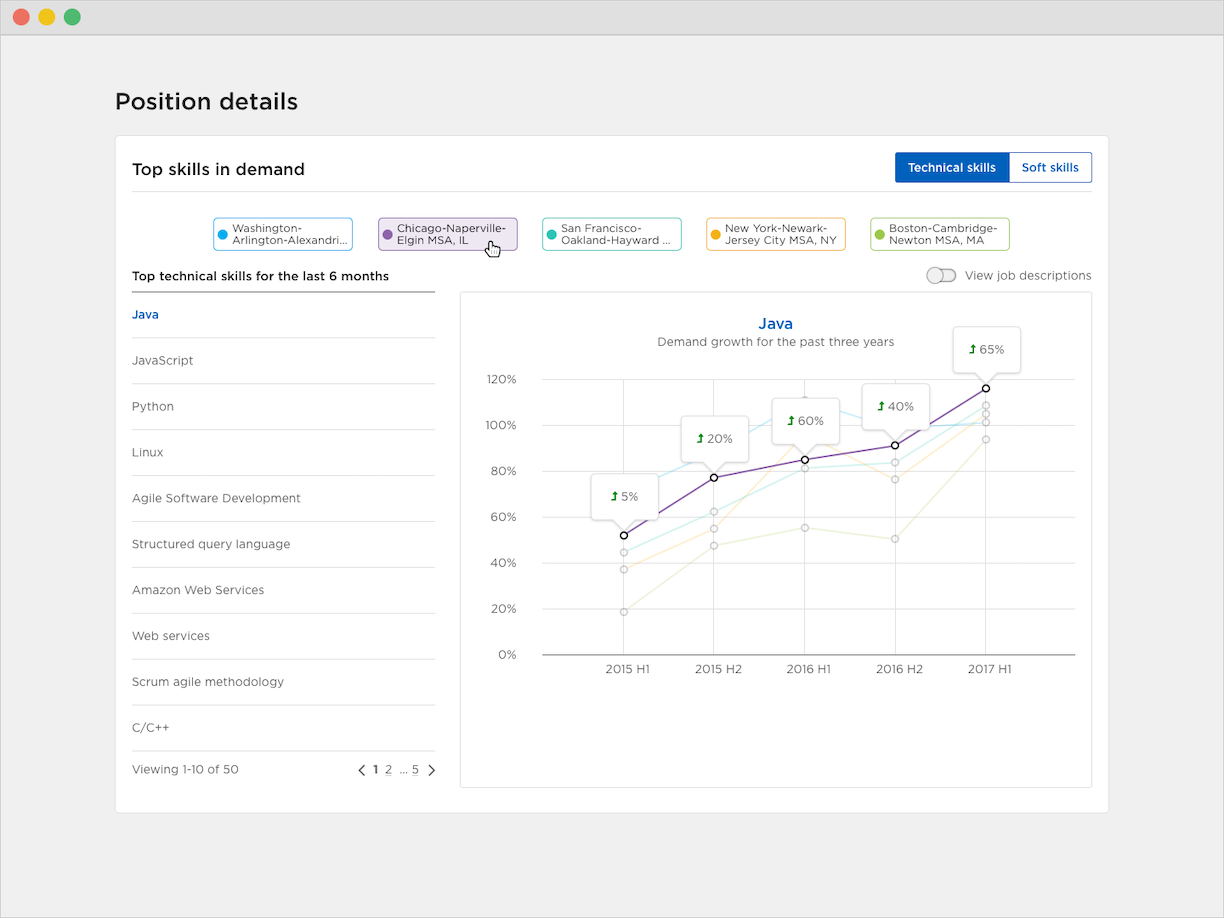 Position details
Top skills in demand
Technical skills
Soft skills
Washington-
Arlington-Alexandri...
Chicago-Naperville-
Elgin MSA, IL
San Francisco-
Oakland-Hayward ...
New York-Newark-
Jersey City MSA, NY
Boston-Cambridge-
Newton MSA, MA
Top technical skills for the last 6 months
View job descriptions
Java
JavaScript
Python
Linux
Agile Software Development
Structured query language
Amazon Web Services
Web services
Scrum agile methodology
C/C++
Viewing 1-10 of 50
1 2 ... 5
Java
Demand growth for the past three years
120%
100%
80%
60%
40%
20%
0%
5%
20%
60%
40%
65%
2015 H1
2015 H2
2016 H1
2016 H2
2017 H1